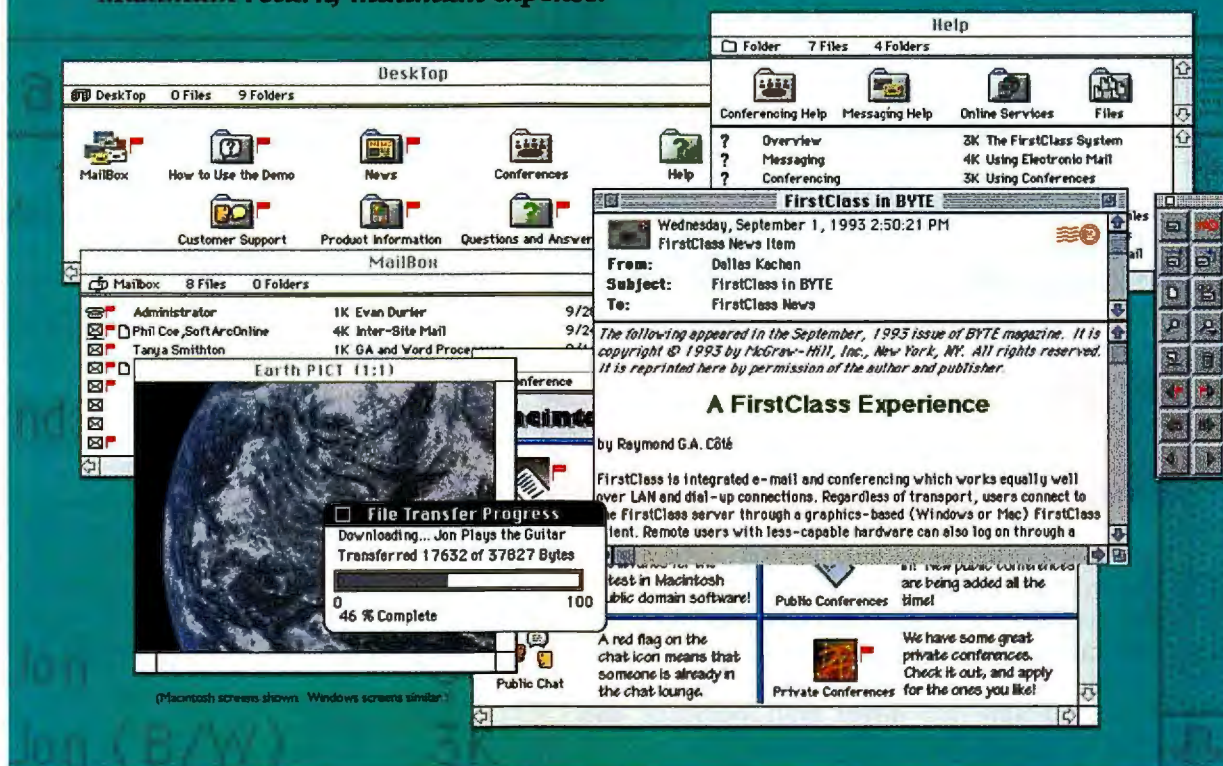 Help
Folder 7 Files 4 Folders
Conferencing Help Messaging Help Online Services Files
? Overview 3K The FirstClass System
? Messaging 4K Using Electronic Mail
? Conferencing 3K Using Conferences
DeskTop
DeskTop 0 Files 9 Folders
MailBox How to Use the Demo News Conferences Help
Customer Support Product Information Questions and Answer
MailBox
Mailbox 8 Files 0 Folders
Administrator 1K Evan Durler 9/2
Phil Coe,SoftArcOnline 4K Inter-Site Mail 9/2
Tanya Smithton 1K GA and Word
Earth PICT (1:1)
File Transfer Progress
Downloading... Jon Plays the Guitar
Transferred 17632 of 37827 Bytes
0 100
46 % Complete
FirstClass in BYTE
Wednesday, September 1, 1993 2:50:21 PM
FirstClass News Item
From: Dallas Kachan
Subject: FirstClass in BYTE
To: FirstClass News
The following appeared in the September, 1993 issue of BYTE magazine. It is
copyright © 1993 by McGraw-Hill, Inc., New York, NY. All rights reserved.
It is reprinted here by permission of the author and publisher.
A FirstClass Experience
by Raymond G.A. Côté
FirstClass is integrated e-mail and conferencing which works equally well
over LAN and dial-up connections. Regardless of transport, users connect to
FirstClass server through a graphics-based (Windows or Mac) FirstClass
client. Remote users with less-capable hardware can also log on through a
test in Macintosh
ublic domain software!
Public Conferences
in! New public conferences
are being added all the
time!
Public Chat
A red flag on the
chat icon means that
someone is already in
the chat lounge.
Private Conferences
We have some great
private conferences.
Check it out, and apply
for the ones you like!
(Macintosh screens shown. Windows screens similar.)
Jon (B/W) 3K